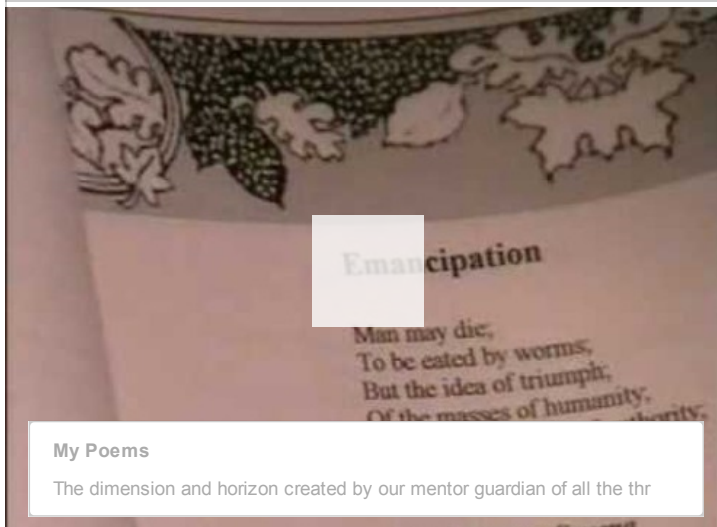 Emancipation
Man may die;
To be eated by worms;
But the idea of triumph;
Of the masses of humanity;
My Poems
The dimension and horizon created by our mentor guardian of all the thr